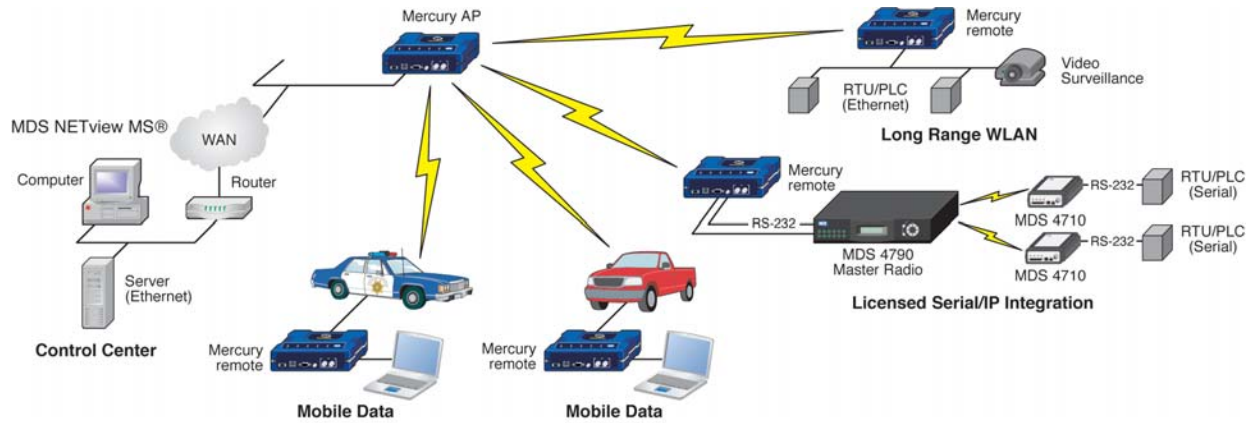 Mercury AP
Mercury
remote
Video
Surveillance
RTU/PLC
(Ethernet)
Long Range WLAN
MDS NETview MS®
WAN
Computer
Router
Server
(Ethernet)
Control Center
Mercury
remote
RS-232
MDS 4790
Master Radio
MDS 4710
RS-232
RTU/PLC
(Serial)
MDS 4710
RS-232
RTU/PLC
(Serial)
Licensed Serial/IP Integration
Mercury
remote
Mobile Data
Mercury
remote
Mobile Data